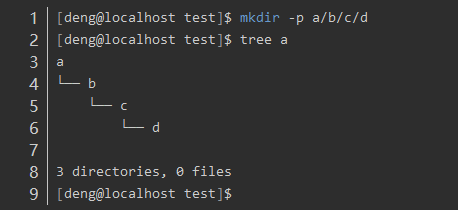 1 [deng@localhost test]$ mkdir -p a/b/c/d
2 [deng@localhost test]$ tree a
3 a
4 └── b
5     └── c
6         └── d
7
8 3 directories, 0 files
9 [deng@localhost test]$